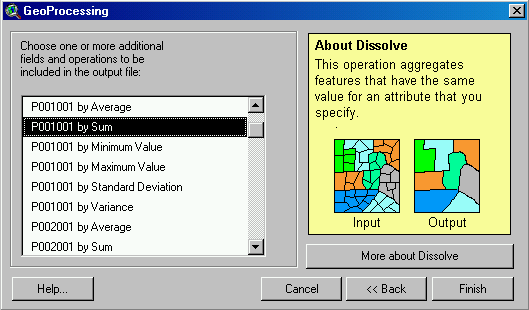 GeoProcessing
Choose one or more additional
fields and operations to be
included in the output file:
P001001 by Average
P001001 by Sum
P001001 by Minimum Value
P001001 by Maximum Value
P001001 by Standard Deviation
P001001 by Variance
P002001 by Average
P002001 by Sum
About Dissolve
This operation aggregates
features that have the same
value for an attribute that you
specify.
Input Output
More about Dissolve
Help... Cancel << Back Finish